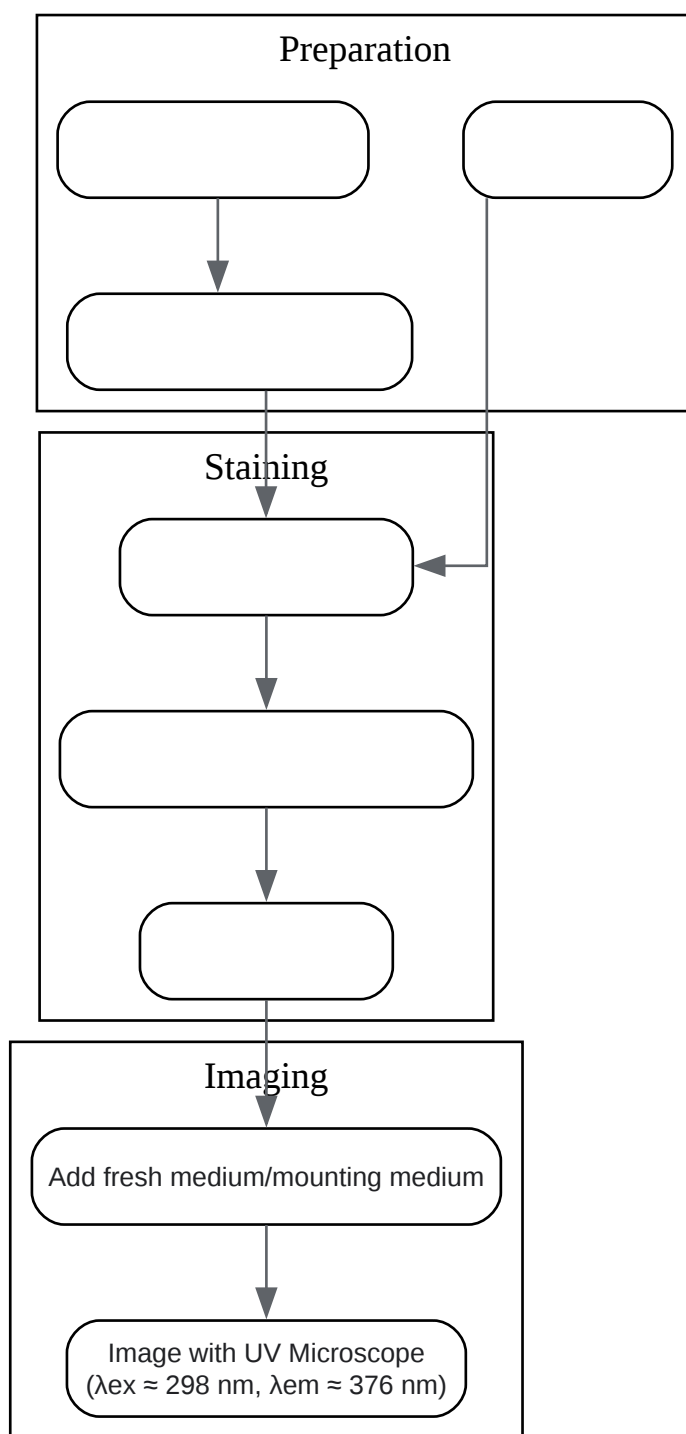 Preparation
Staining
Imaging
Add fresh medium/mounting medium
Image with UV Microscope
(λex ≈ 298 nm, λem ≈ 376 nm)